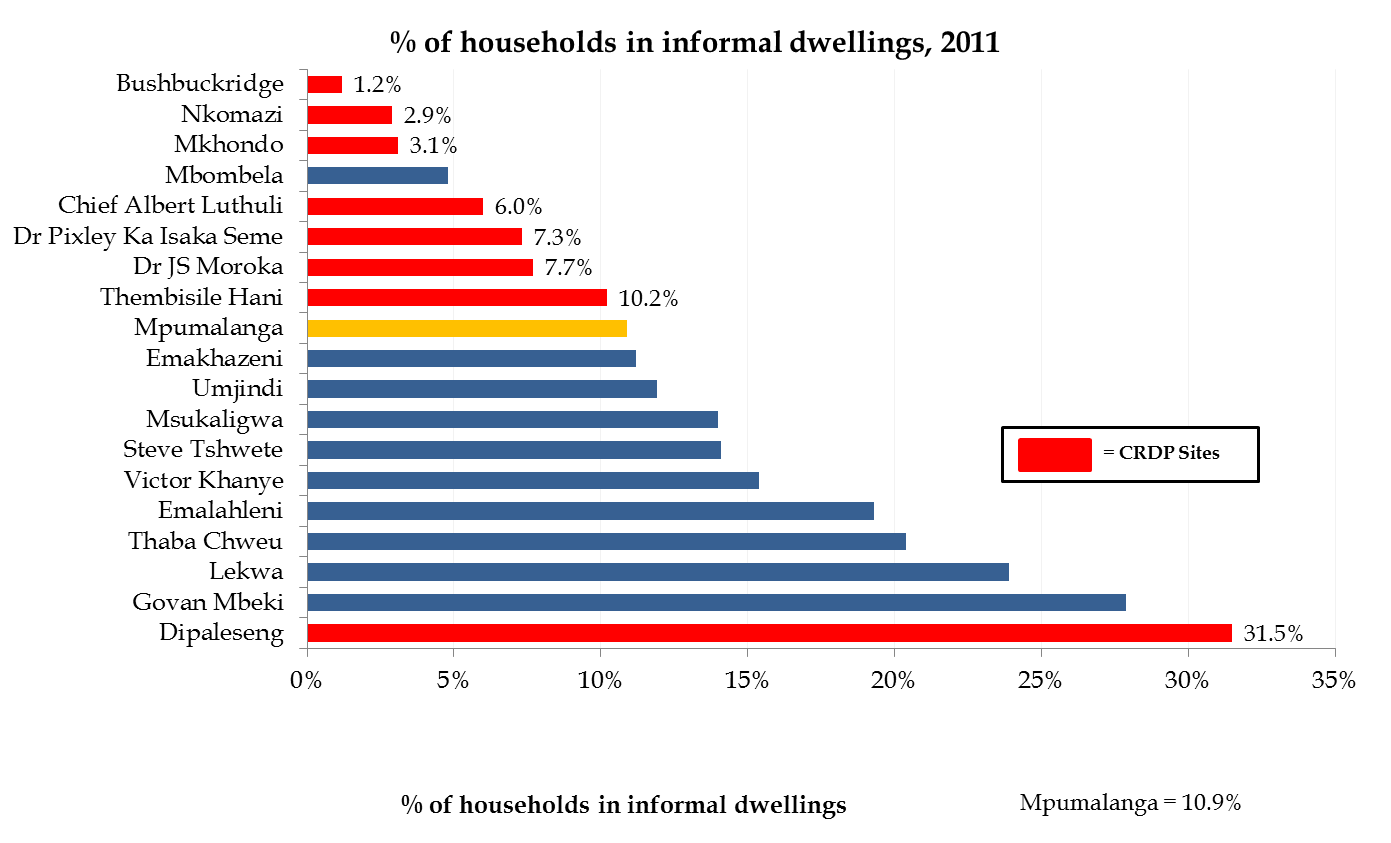 % of households in informal dwellings, 2011
Bushbuckridge 1.2%
Nkomazi 2.9%
Mkhondo 3.1%
Mbombela
Chief Albert Luthuli 6.0%
Dr Pixley Ka Isaka Seme 7.3%
Dr JS Moroka 7.7%
Thembisile Hani 10.2%
Mpumalanga
Emakhazeni
Umjindi
Msukaligwa
Steve Tshwete
= CRDP Sites
Victor Khanye
Emalahleni
Thaba Chweu
Lekwa
Govan Mbeki
Dipaleseng 31.5%
0% 5% 10% 15% 20% 25% 30% 35%
% of households in informal dwellings
Mpumalanga = 10.9%